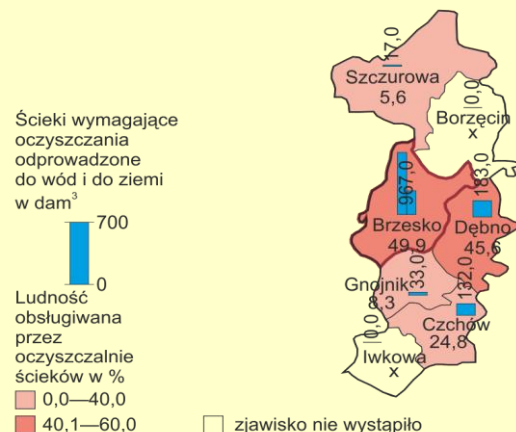 17,0
Szczurowa
5,6
0,0
Borzęcin
x
Ścieki wymagające
oczyszczania
odprowadzone
do wód i do ziemi
w dam³
700
0
967,0
Brzesko
49,9
183,0
Dębno
45,6
33,0
Gnojnik
8,3
132,0
Czchów
24,8
0,0
Iwkowa
x
Ludność
obsługiwana
przez
oczyszczalnie
ścieków w %
0,0—40,0
40,1—60,0
zjawisko nie wystąpiło